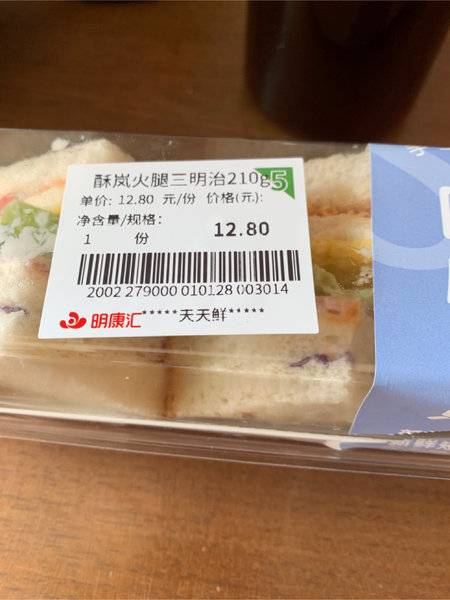 酥岚火腿三明治210g
5
单价: 12.80 元/份 价格(元):
净含量/规格:
1 份 12.80
2002 279000 010128 003014
明康汇 *****天天鲜*****